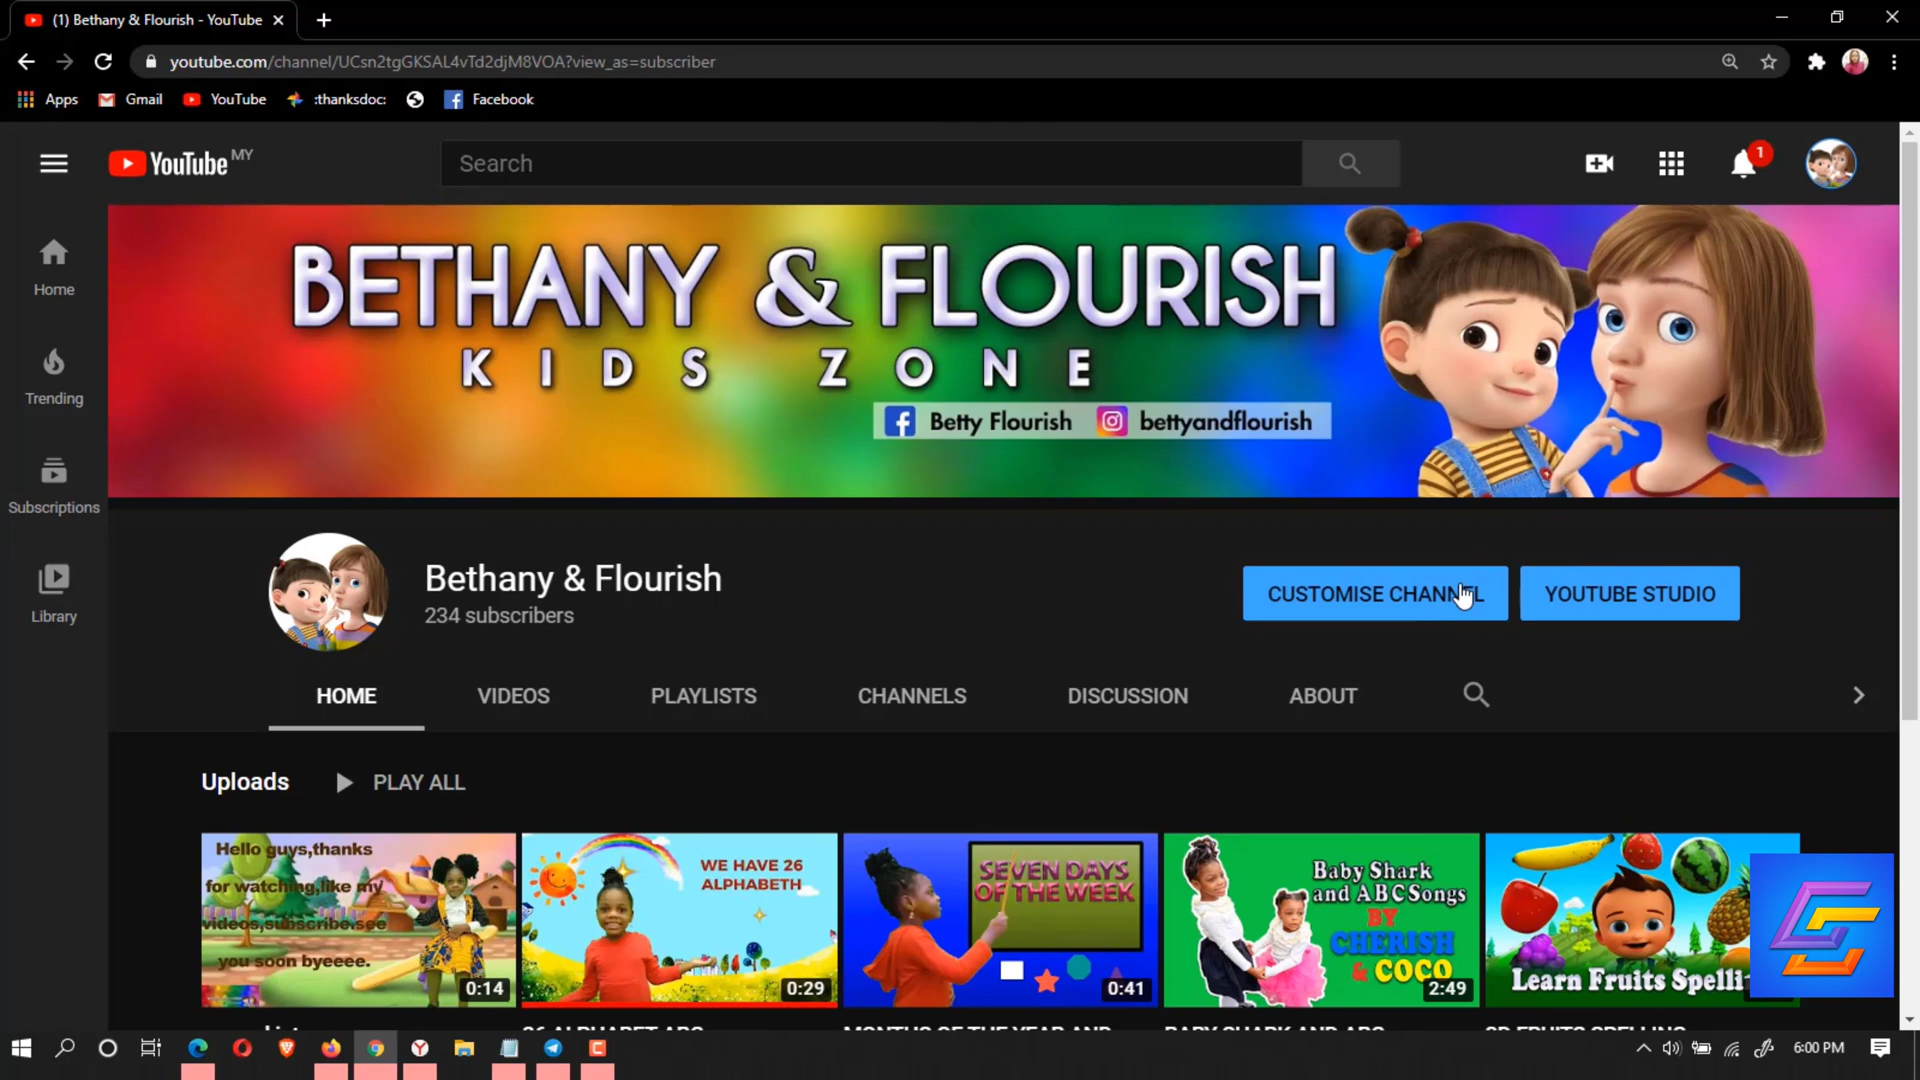 (1) Bethany & Flourish - YouTube
youtube.com/channel/UCsn2tgGKSAL4vTd2djM8VOA?view_as=subscriber
Apps Gmail YouTube :thanksdoc: Facebook
YouTube MY
Search
1
Home
Trending
Subscriptions
Library
BETHANY & FLOURISH
KIDS ZONE
Betty Flourish bettyandflourish
Bethany & Flourish
234 subscribers
CUSTOMISE CHANNEL
YOUTUBE STUDIO
HOME VIDEOS PLAYLISTS CHANNELS DISCUSSION ABOUT
Uploads PLAY ALL
Hello guys,thanks
for watching,like my
videos,subscribe.see
you soon byeeee.
0:14
WE HAVE 26
ALPHABETH
0:29
SEVEN DAYS
OF THE WEEK
0:41
Baby Shark
and ABC Songs
BY
CHERISH
& COCO
2:49
Learn Fruits Spelli
26 ALPHABET ABC
MONTHS OF THE YEAR AND
BABY SHARK AND ABC
3D FRUITS SPELLING
6:00 PM